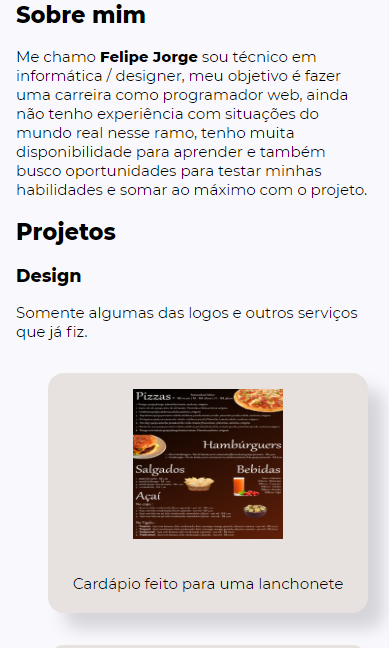 Sobre mim
Me chamo Felipe Jorge sou técnico em
informática / designer, meu objetivo é fazer
uma carreira como programador web, ainda
não tenho experiência com situações do
mundo real nesse ramo, tenho muita
disponibilidade para aprender e também
busco oportunidades para testar minhas
habilidades e somar ao máximo com o projeto.
Projetos
Design
Somente algumas das logos e outros serviços
que já fiz.
Pizzas
Hambúrguers
Salgados
Bebidas
Açaí
Cardápio feito para uma lanchonete